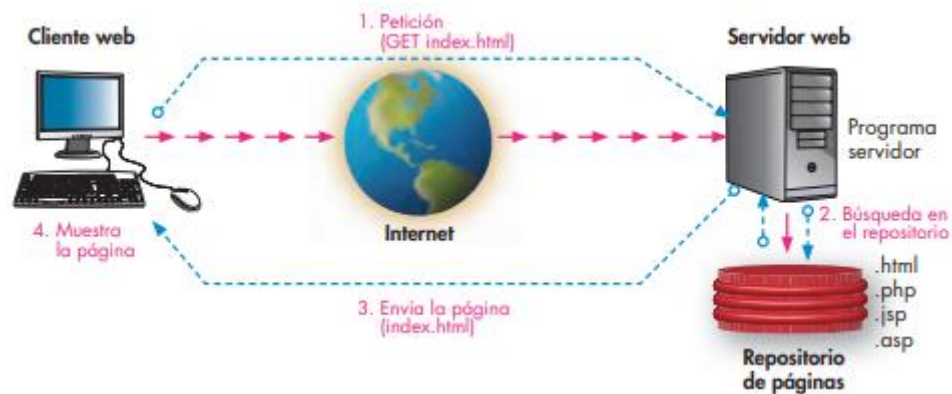 Cliente web
1. Petición
(GET index.html)
Servidor web
Programa
servidor
4. Muestra
la página
Internet
2. Búsqueda en
el repositorio
3. Envía la página
(index.html)
.html
.php
.jsp
.asp
Repositorio
de páginas